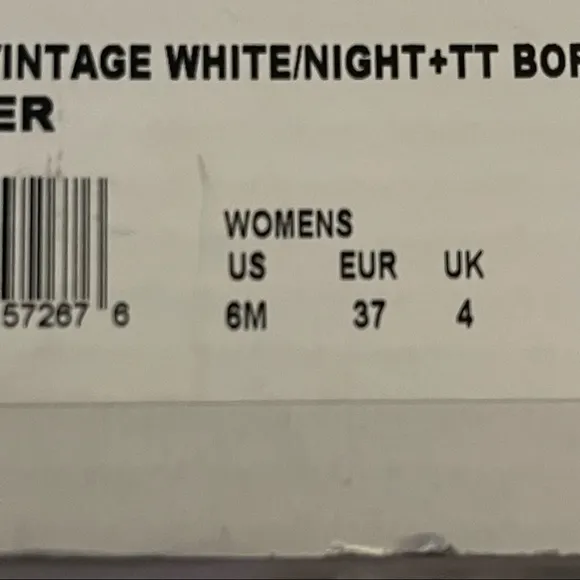 VINTAGE WHITE/NIGHT+TT BOR
ER
WOMENS
US EUR UK
57267 6 6M 37 4